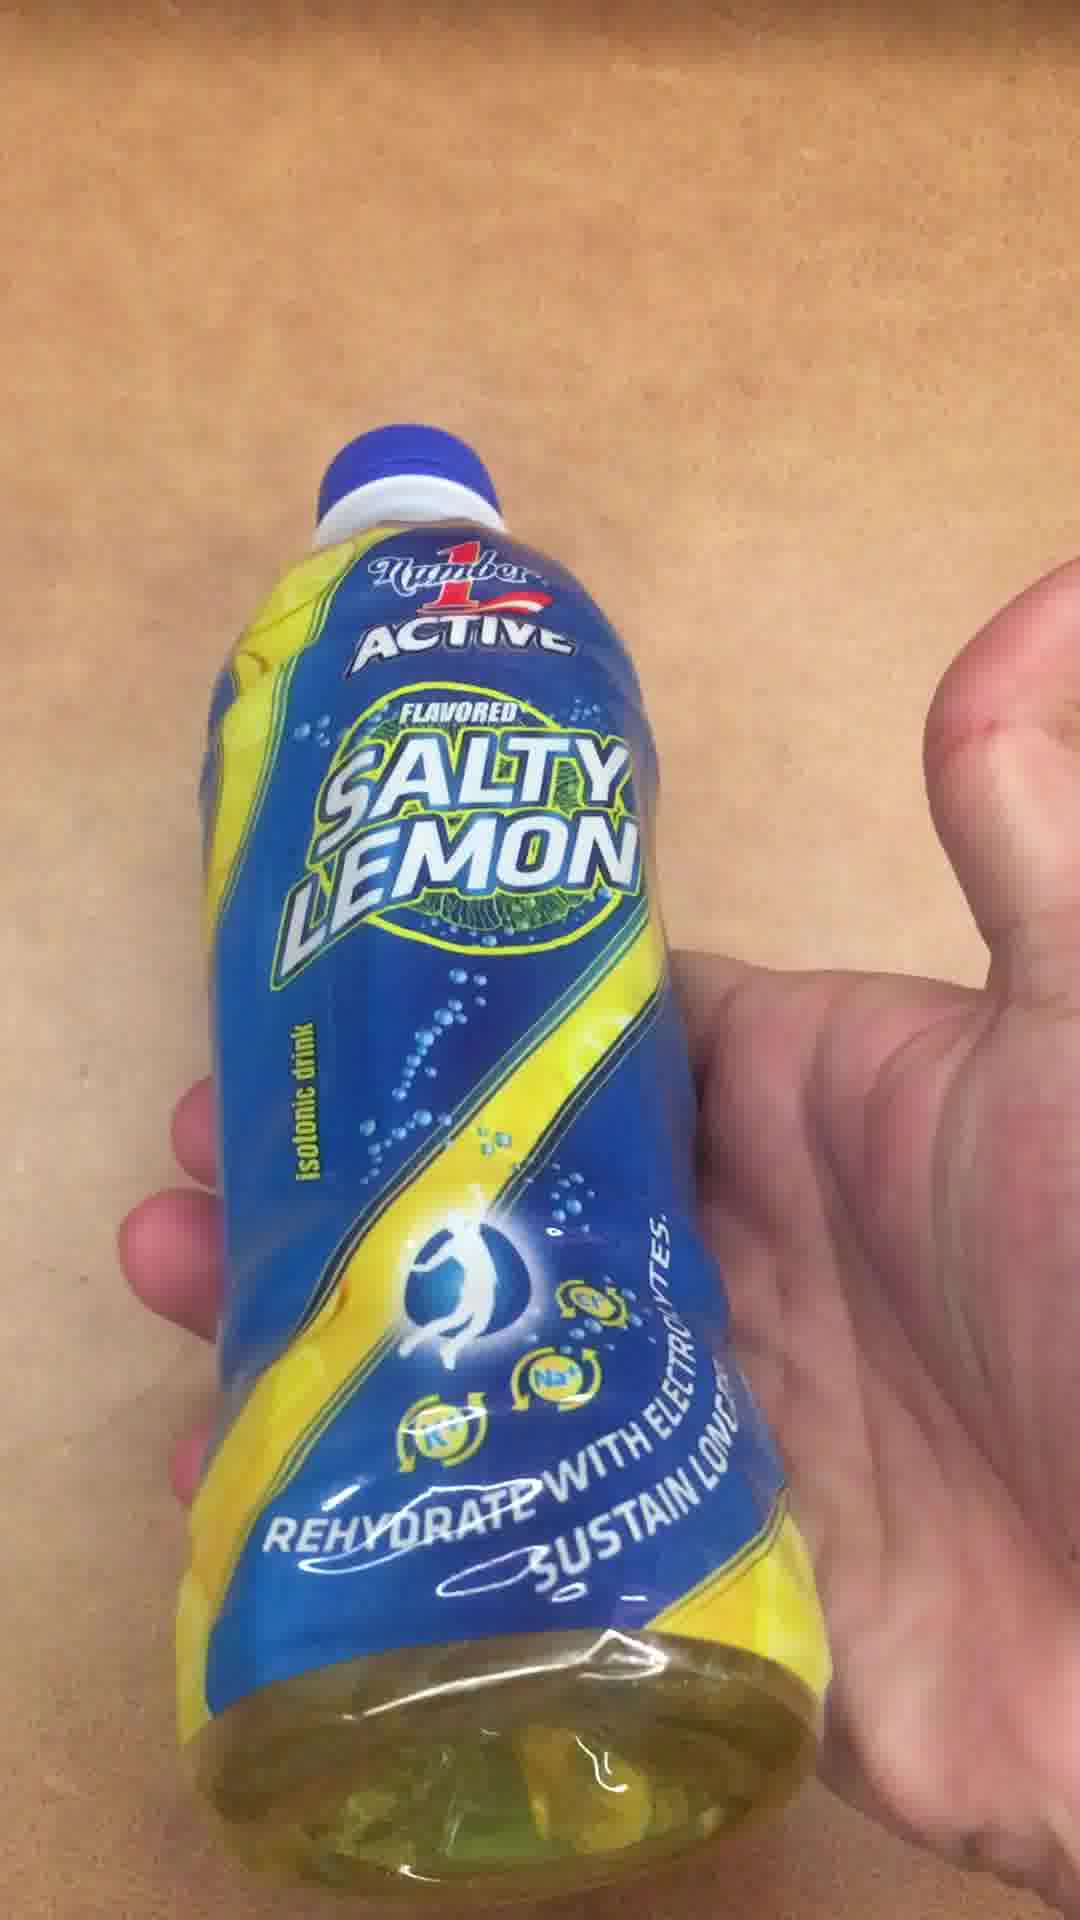 Number
1
ACTIVE
FLAVORED
SALTY
LEMON
isotonic drink
Na+
K+
REHYDRATE WITH ELECTROLYTES.
SUSTAIN